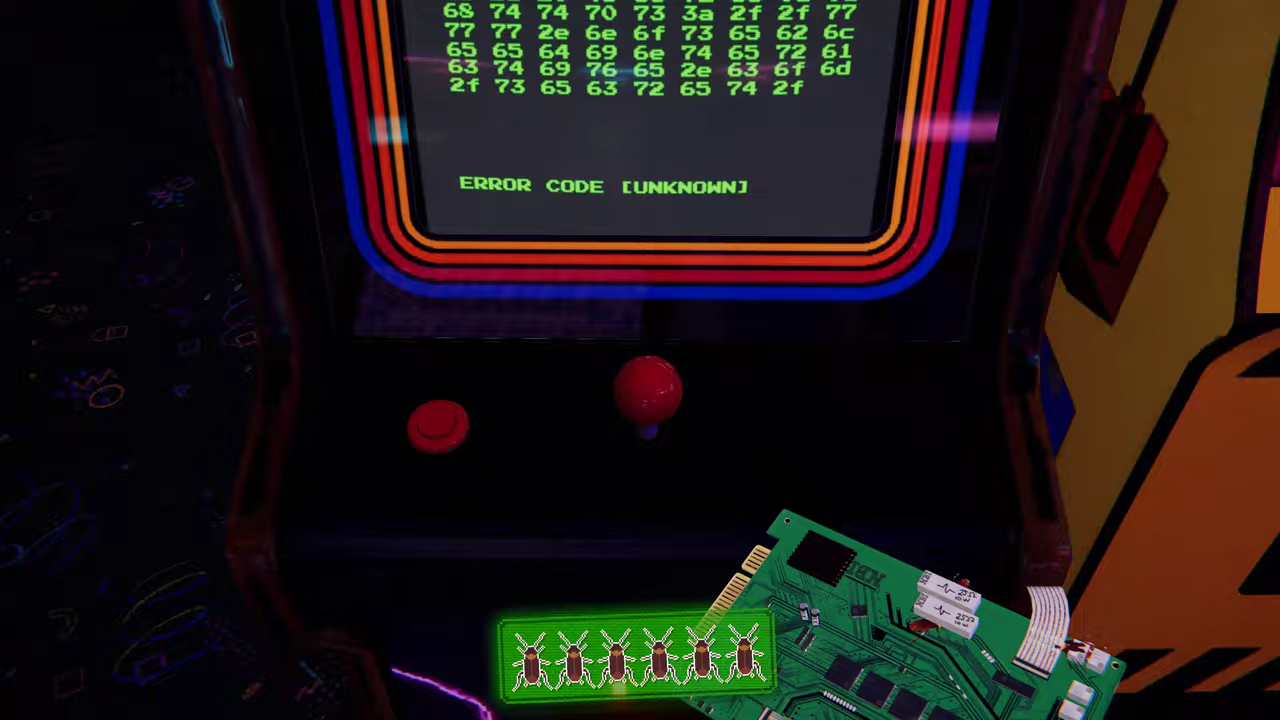 68 74 74 70 73 3a 2f 2f 77
77 77 2e 6e 6f 73 65 62 6c
65 65 64 69 6e 74 65 72 61
63 74 69 76 65 2e 63 6f 6d
2f 73 65 63 72 65 74 2f
ERROR CODE [UNKNOWN]